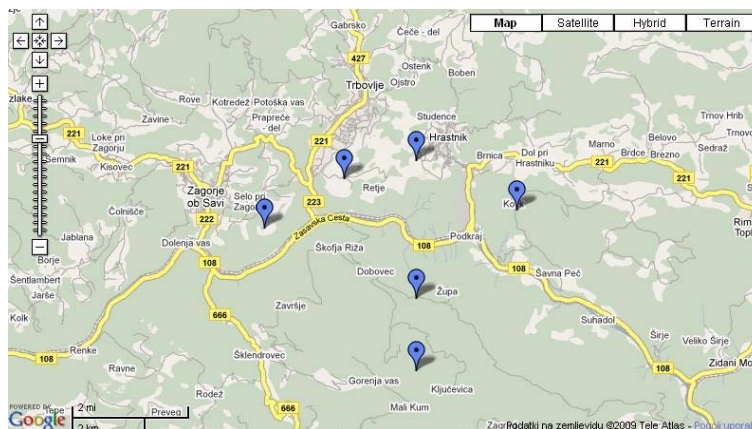 Map Satellite Hybrid Terrain
Gabrsko
Čeče - del
427
Ostenk
Boben
Trbovlje
Ojstro
Rove
Kotredež
Potoška vas
Zavine
Prapreče
- del
Studence
Trnov Hrib
221
Loke pri
Zagorju
221
Hrastnik
Marno
Belovo
Semnik
Kisovec
221
Brnica
Dol pri
Hrastniku
Brdce
Brezno
Sedraž
221
221
Zagorje
ob Savi
Retje
Selo pri
223
Čolnišče
222
Zasavska Cesta
Dolenja vas
Podkraj
Jablana
Škofja Riža
108
Borje
108
Dobovec
108
Šavna Peč
Šentlambert
Jarše
Župa
Kolk
666
Završje
Suhadol
Širje
Veliko Širje
108
Renke
Šklendrovec
108
Zidani Mo
Ravne
Gorenja vas
Ključevica
Rodež
Mali Kum
666
POWERED BY
Google
2 mi
2 km
Preveg
Podatki na zemljevidu ©2009 Tele Atlas - Pogoji uporab